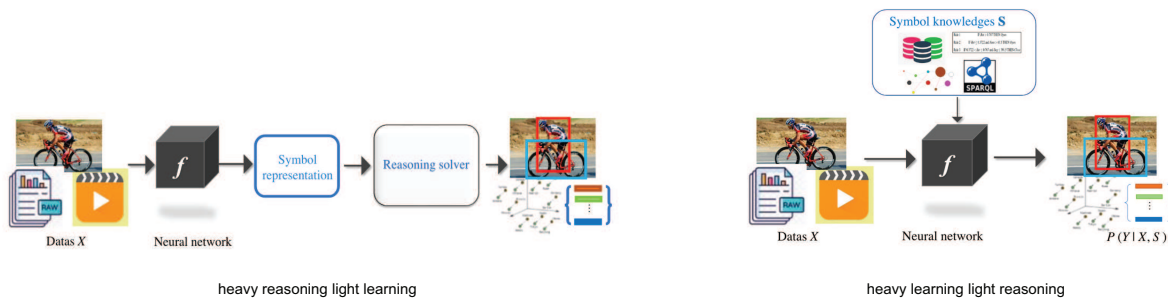 f
Symbol
representation
Reasoning solver
RAW
Datas X
Neural network
heavy reasoning light learning
Symbol knowledges S
SPARQL
f
RAW
Datas X
Neural network
P (Y | X, S )
heavy learning light reasoning